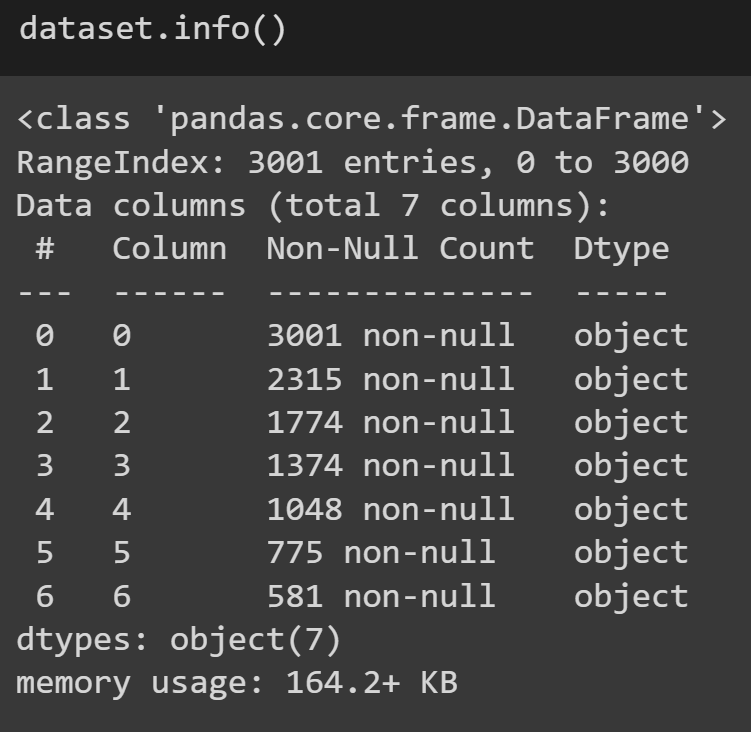 dataset.info()
<class 'pandas.core.frame.DataFrame'>
RangeIndex: 3001 entries, 0 to 3000
Data columns (total 7 columns):
 #   Column  Non-Null Count  Dtype
---  ------  --------------  -----
 0   0       3001 non-null   object
 1   1       2315 non-null   object
 2   2       1774 non-null   object
 3   3       1374 non-null   object
 4   4       1048 non-null   object
 5   5       775 non-null    object
 6   6       581 non-null    object
dtypes: object(7)
memory usage: 164.2+ KB